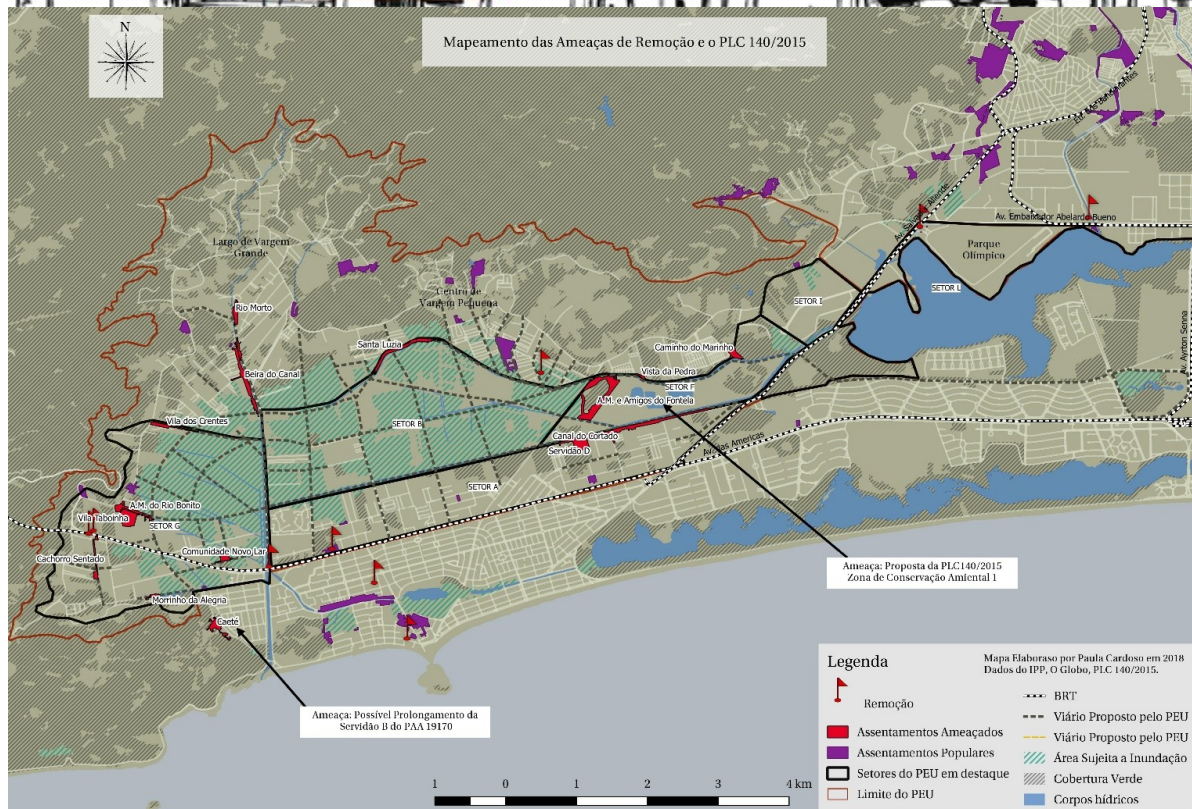 Mapeamento das Ameaças de Remoção e o PLC 140/2015
N
Largo de Vargem
Grande
Centro de
Vargem Pequena
Parque
Olímpico
Av. Embaixador Abelardo Bueno
Av. Salvador Allende
Est. dos Bandeirantes
Av. Ayrton Senna
Av. das Americas
SETOR I
SETOR L
Rio Morto
Beira do Canal
Santa Luzia
Caminho do Marinho
Vista da Pedra
SETOR F
A.M. e Amigos do Fontela
Vila dos Crentes
SETOR B
Canal do Cortado
Servidão D
SETOR A
A.M. do Rio Bonito
Vila Taboinha
SETOR G
Cachorro Sentado
Comunidade Novo Lar
Morrinho da Alegria
Caeté
Ameaça: Proposta da PLC140/2015
Zona de Conservação Amiental 1
Ameaça: Possível Prolongamento da
Servidão B do PAA 19170
Legenda
Mapa Elaboraso por Paula Cardoso em 2018
Dados do IPP, O Globo, PLC 140/2015.
Remoção
Assentamentos Ameaçados
Assentamentos Populares
Setores do PEU em destaque
Limite do PEU
BRT
Viário Proposto pelo PEU
Viário Proposto pelo PEU
Área Sujeita a Inundação
Cobertura Verde
Corpos hídricos
1 0 1 2 3 4 km